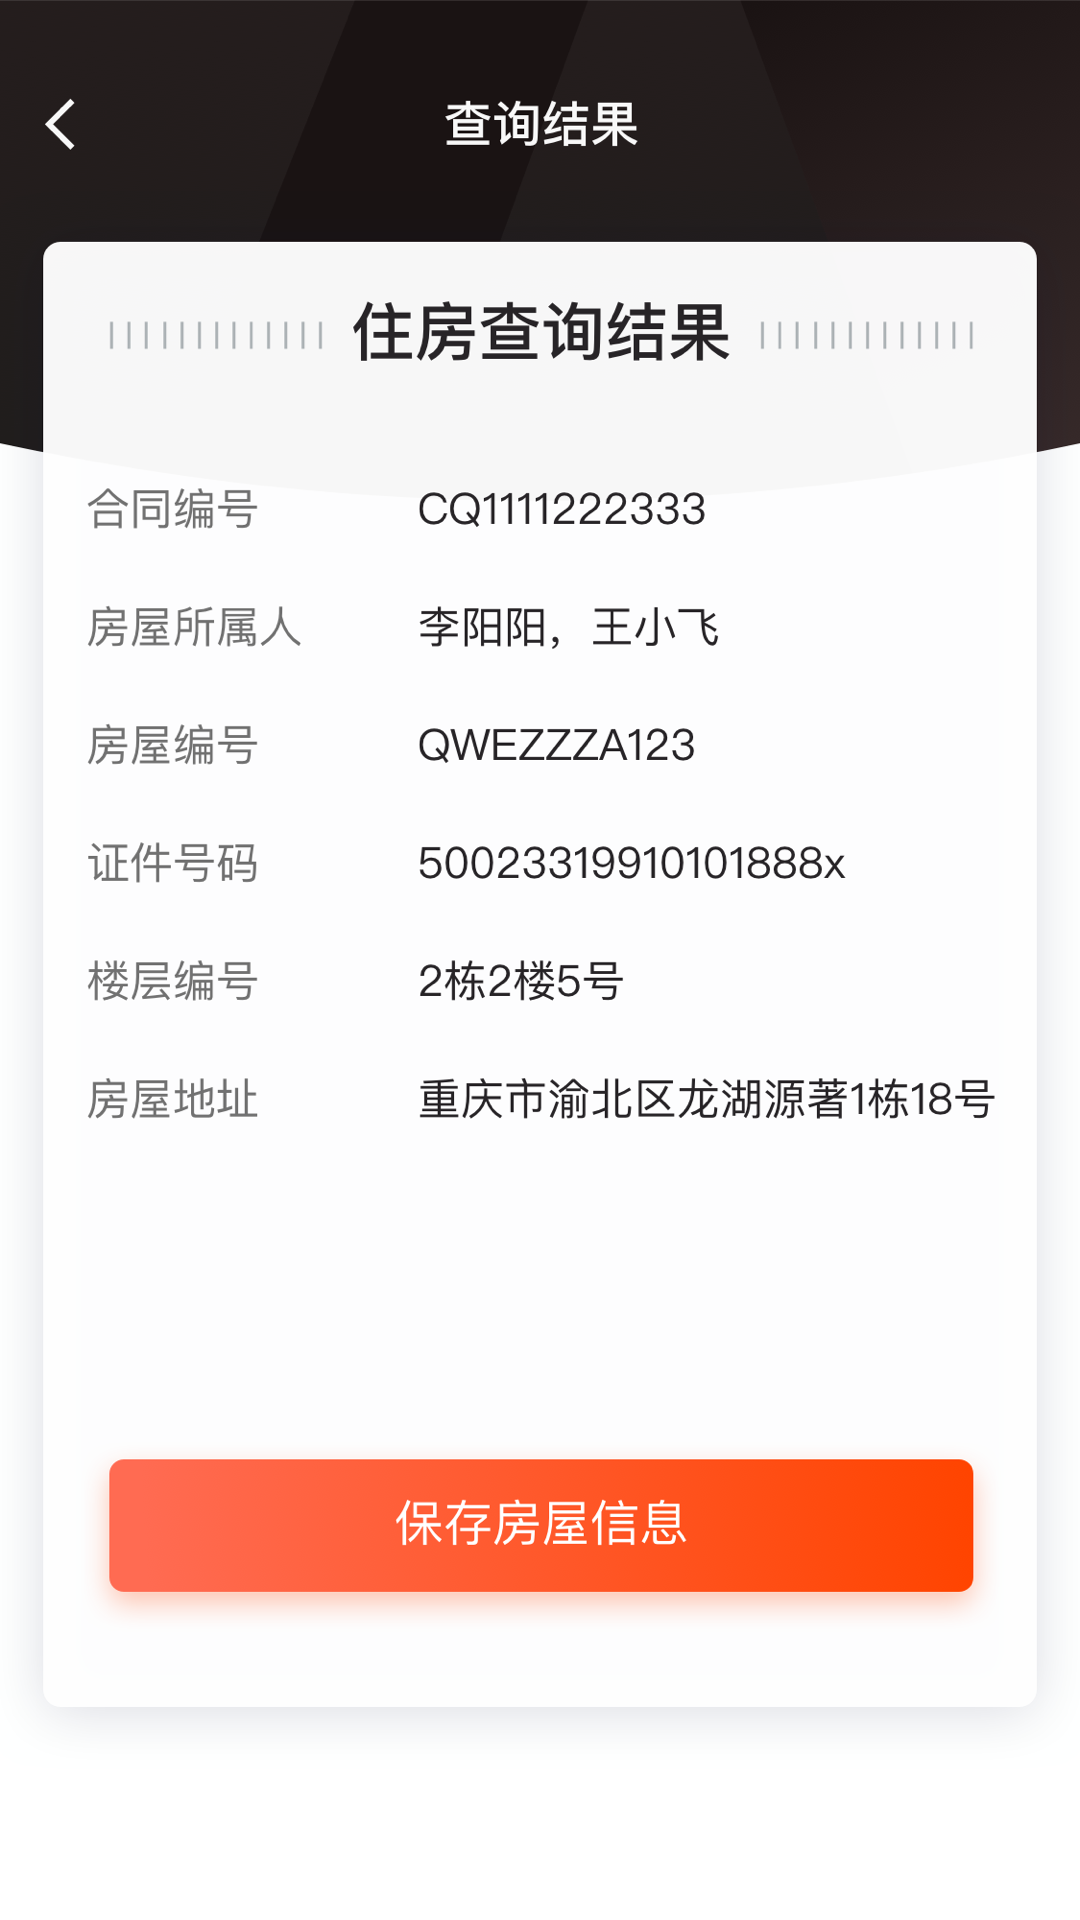 查询结果
住房查询结果
合同编号 CQ1111222333
房屋所属人 李阳阳，王小飞
房屋编号 QWEZZZA123
证件号码 50023319910101888x
楼层编号 2栋2楼5号
房屋地址 重庆市渝北区龙湖源著1栋18号
保存房屋信息